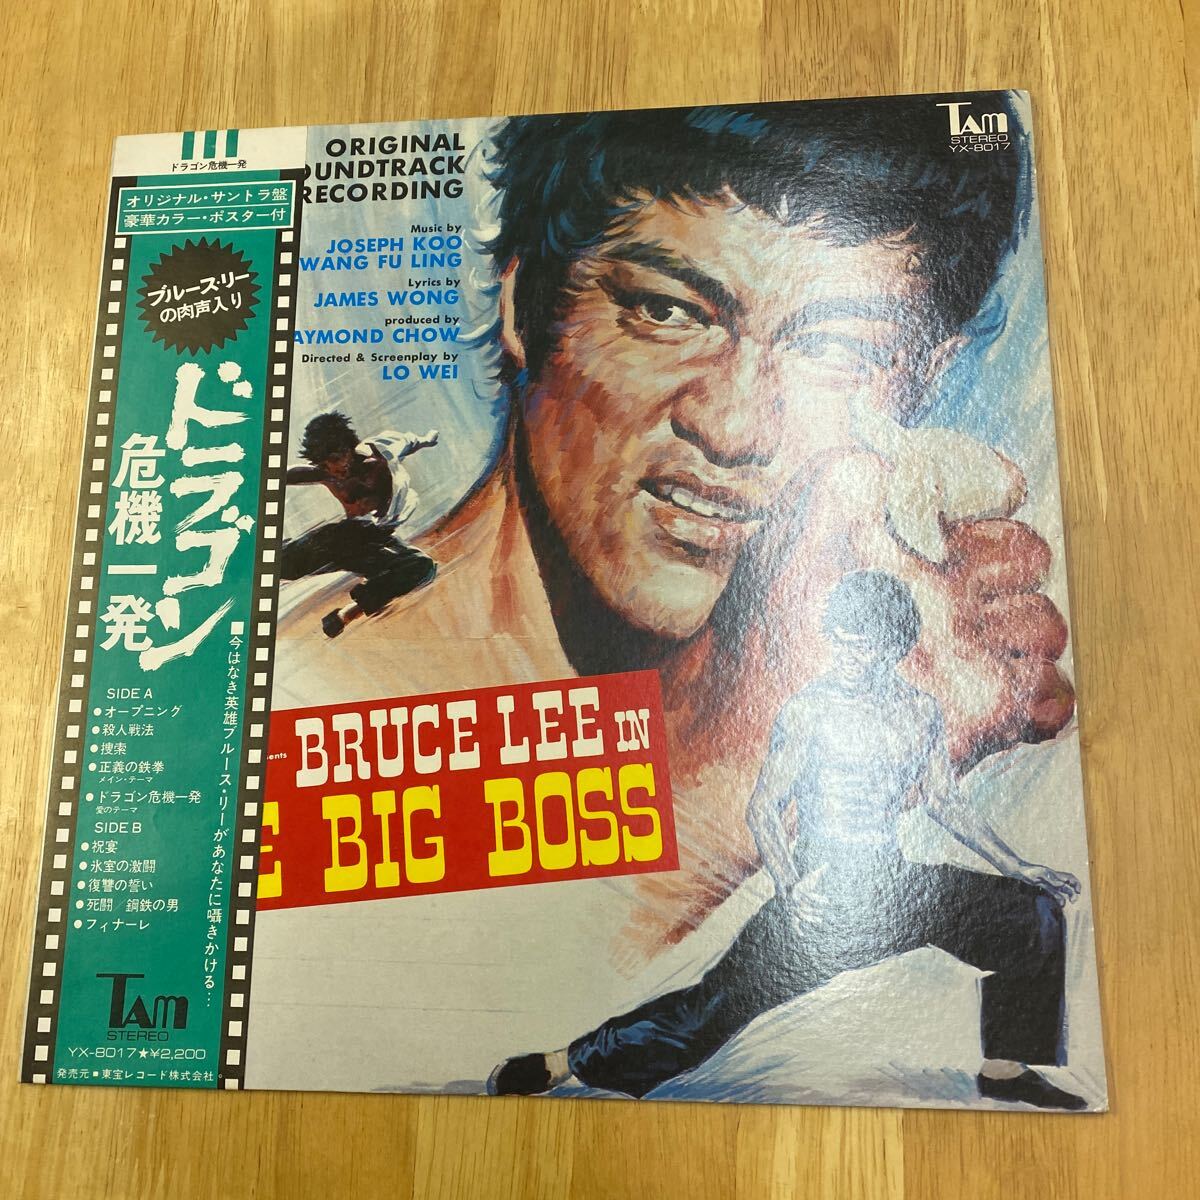 ドラゴン危機一発
オリジナル・サントラ盤
豪華カラー・ポスター付
ブルース・リー
の肉声入り
ドラゴン
危機一発
■今はなき英雄ブルース・リーがあなたに囁きかける…
SIDE A
●オープニング
●殺人戦法
●捜索
●正義の鉄拳
メイン・テーマ
●ドラゴン危機一発
愛のテーマ
SIDE B
●祝宴
●氷室の激闘
●復讐の誓い
●死闘／鋼鉄の男
●フィナーレ
TAM
STEREO
YX-8017★¥2,200
発売元■東宝レコード株式会社。
ORIGINAL
OUNDTRACK
RECORDING
Music by
JOSEPH KOO
WANG FU LING
Lyrics by
JAMES WONG
produced by
AYMOND CHOW
Directed & Screenplay by
LO WEI
TAM
STEREO
YX-8017
sents BRUCE LEE IN
E BIG BOSS